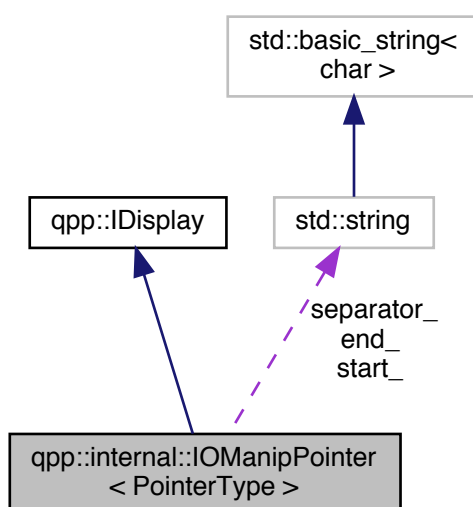 std::basic_string<
char >
qpp::IDisplay
std::string
separator_
end_
start_
qpp::internal::IOManipPointer
< PointerType >